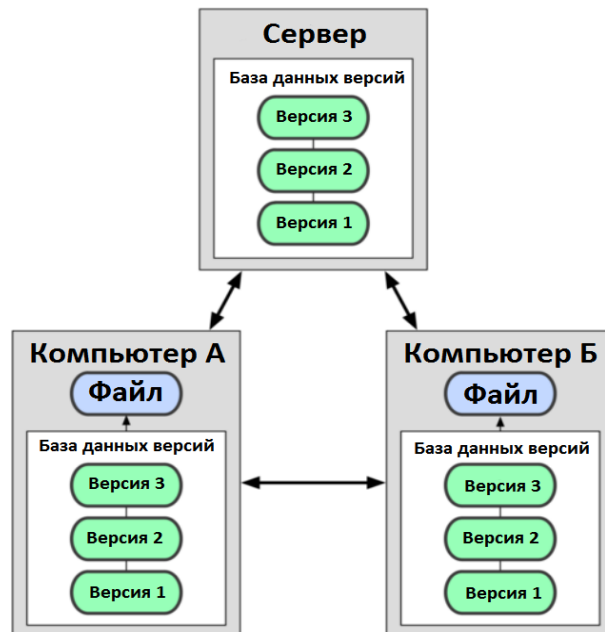 Сервер
База данных версий
Версия 3
Версия 2
Версия 1
Компьютер А
Файл
База данных версий
Версия 3
Версия 2
Версия 1
Компьютер Б
Файл
База данных версий
Версия 3
Версия 2
Версия 1